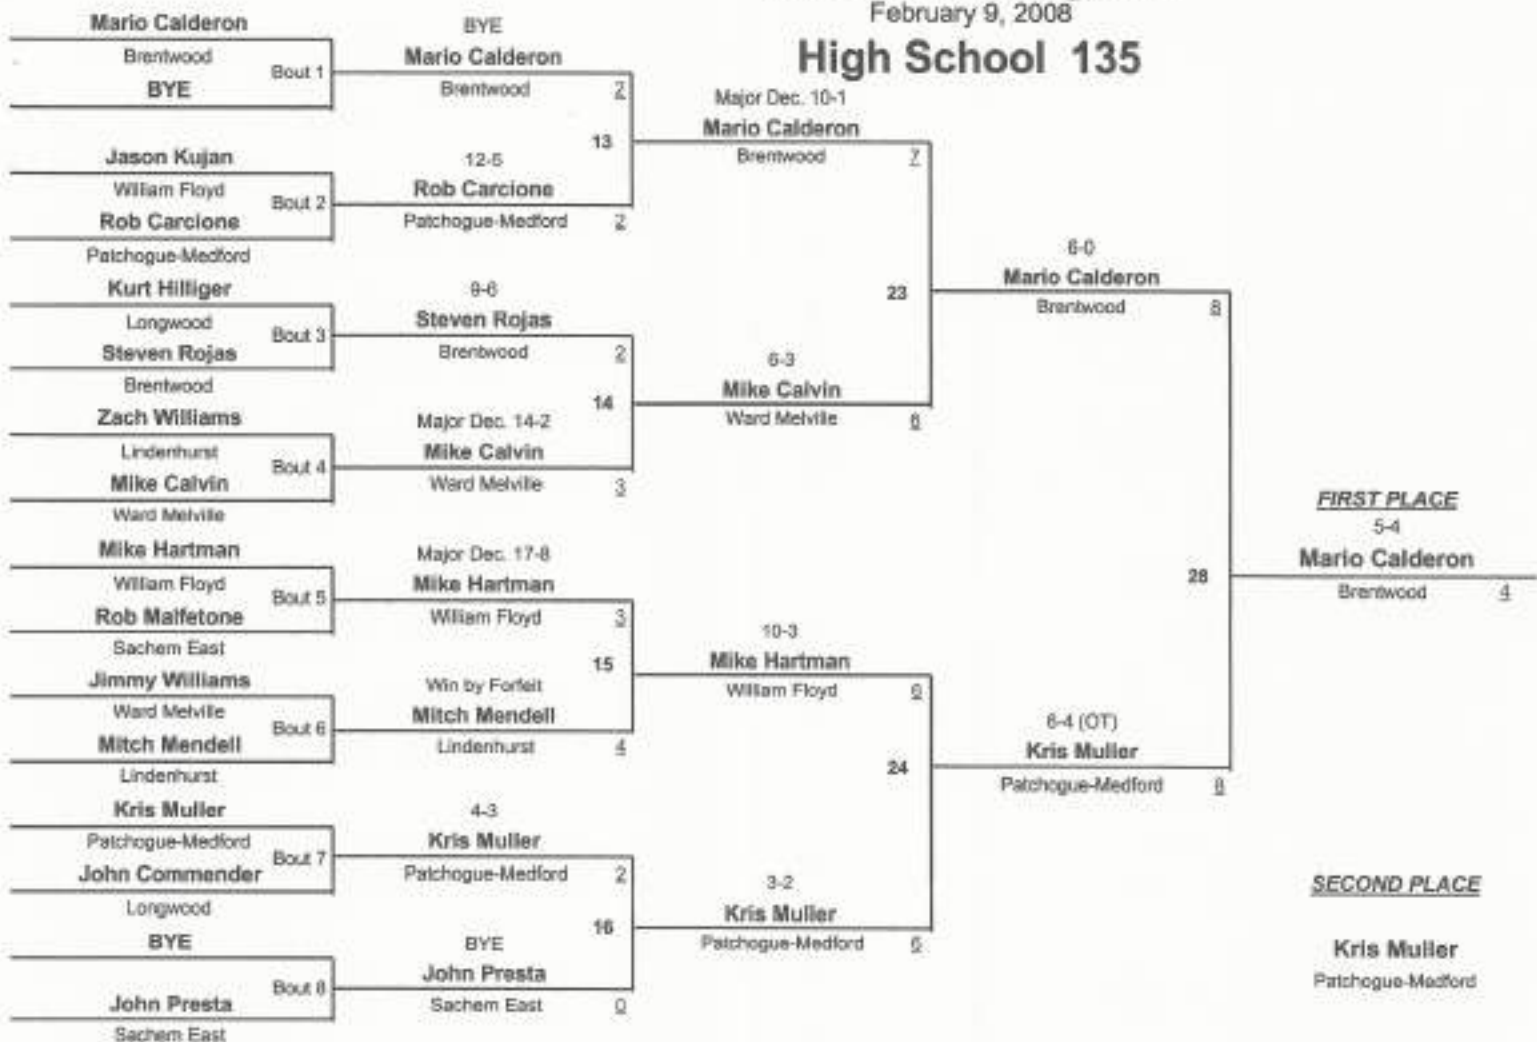 February 9, 2008
High School 135
Mario Calderon
Brentwood
Bout 1
BYE
Jason Kujan
William Floyd
Bout 2
Rob Carcione
Patchogue-Medford
Kurt Hilliger
Longwood
Bout 3
Steven Rojas
Brentwood
Zach Williams
Lindenhurst
Bout 4
Mike Calvin
Ward Melville
Mike Hartman
William Floyd
Bout 5
Rob Malfetone
Sachem East
Jimmy Williams
Ward Melville
Bout 6
Mitch Mendell
Lindenhurst
Kris Muller
Patchogue-Medford
Bout 7
John Commender
Longwood
BYE
Bout 8
John Presta
Sachem East
BYE
Mario Calderon
Brentwood 2
13
12-5
Rob Carcione
Patchogue-Medford 2
9-6
Steven Rojas
Brentwood 2
14
Major Dec. 14-2
Mike Calvin
Ward Melville 3
Major Dec. 17-8
Mike Hartman
William Floyd 3
15
Win by Forfeit
Mitch Mendell
Lindenhurst 4
4-3
Kris Muller
Patchogue-Medford 2
16
BYE
John Presta
Sachem East 0
Major Dec. 10-1
Mario Calderon
Brentwood 7
23
6-3
Mike Calvin
Ward Melville 6
10-3
Mike Hartman
William Floyd 6
24
3-2
Kris Muller
Patchogue-Medford 6
6-0
Mario Calderon
Brentwood 8
28
6-4 (OT)
Kris Muller
Patchogue-Medford 8
FIRST PLACE
5-4
Mario Calderon
Brentwood 4
SECOND PLACE
Kris Muller
Patchogue-Medford